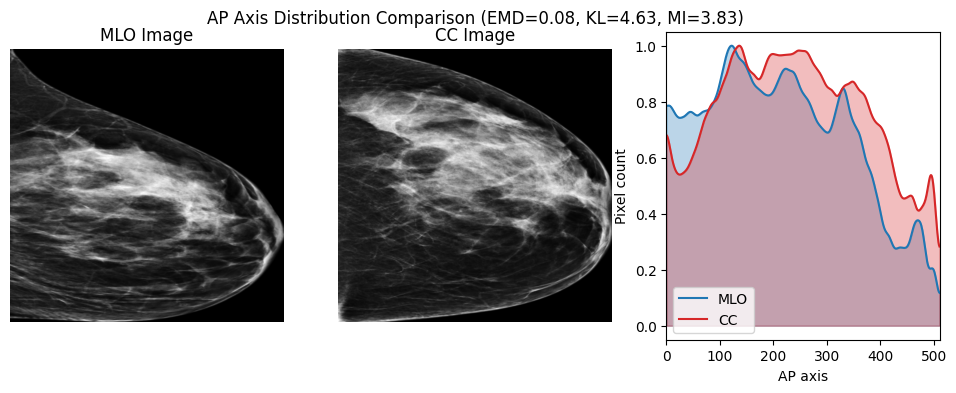 AP Axis Distribution Comparison (EMD=0.08, KL=4.63, MI=3.83)
MLO Image
CC Image
Pixel count
1.0
0.8
0.6
0.4
0.2
0.0
MLO
CC
0 100 200 300 400 500
AP axis